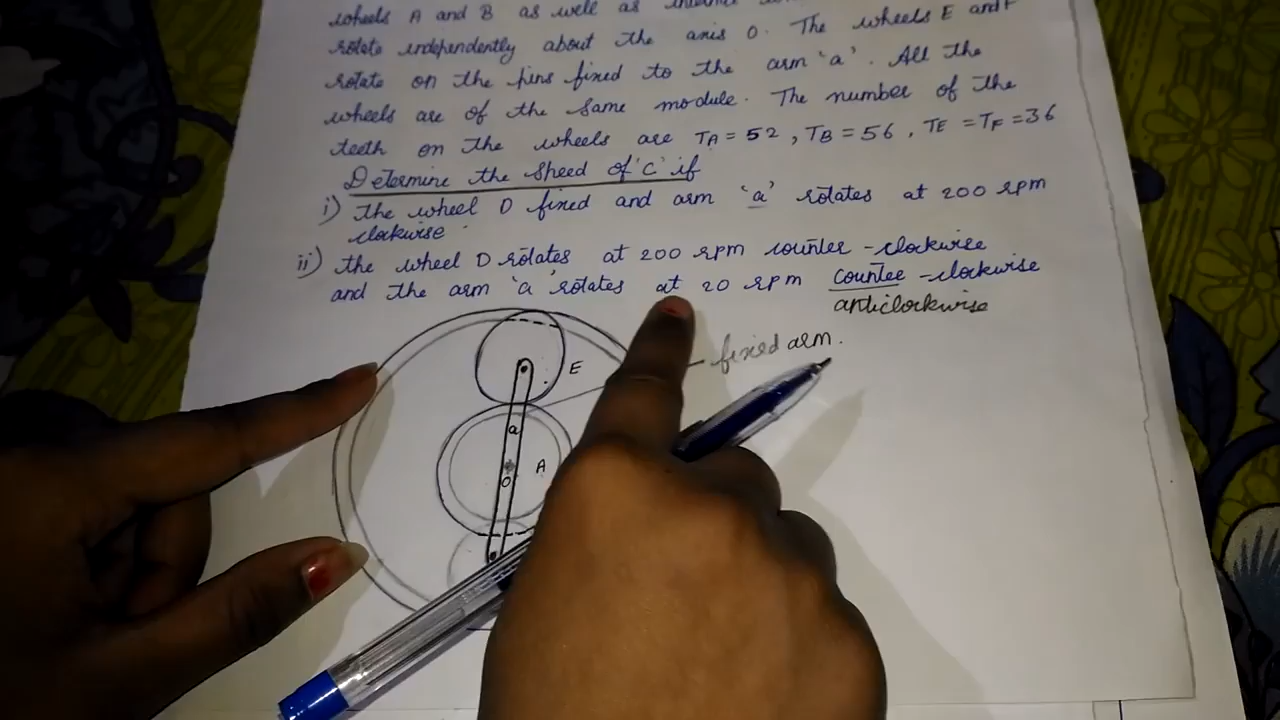 wheels A and B as well as internal
rotate independently about the axis O. The wheels E and F
rotate on the pins fixed to the arm 'a'. All the
wheels are of the same module. The number of the
teeth on the wheels are TA = 52, TB = 56, TE = TF = 36
Determine the speed of 'C' if
i) the wheel D fixed and arm 'a' rotates at 200 rpm
clokwise.
ii) the wheel D rotates at 200 rpm counter-clockwise
and the arm 'a' rotates at 20 rpm countee-clockwise
anticlockwise
fixed arm.
E
a
A
O